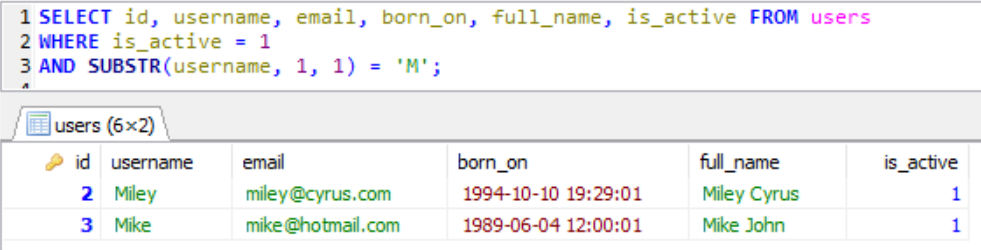 1 SELECT id, username, email, born_on, full_name, is_active FROM users
2 WHERE is_active = 1
3 AND SUBSTR(username, 1, 1) = 'M';
users (6×2)
id username email born_on full_name is_active
2 Miley miley@cyrus.com 1994-10-10 19:29:01 Miley Cyrus 1
3 Mike mike@hotmail.com 1989-06-04 12:00:01 Mike John 1